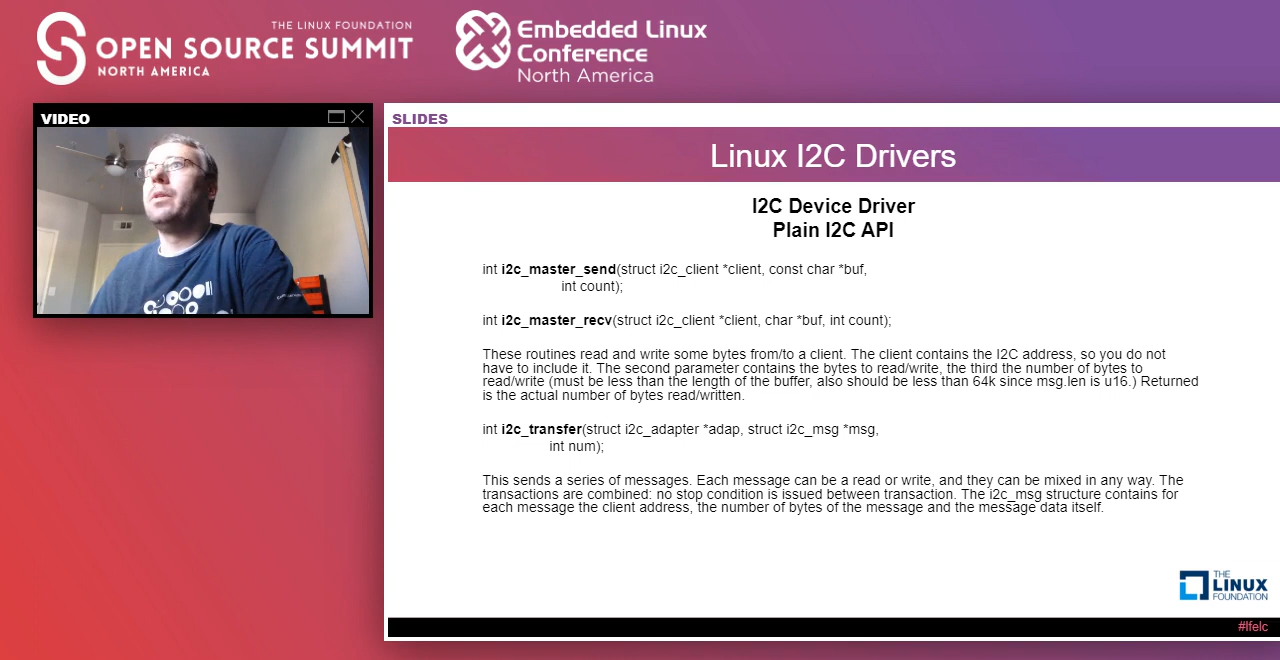 THE LINUX FOUNDATION
OPEN SOURCE SUMMIT
NORTH AMERICA
Embedded Linux
Conference
North America
VIDEO
SLIDES
Linux I2C Drivers
I2C Device Driver
Plain I2C API
int i2c_master_send(struct i2c_client *client, const char *buf,
int count);
int i2c_master_recv(struct i2c_client *client, char *buf, int count);
These routines read and write some bytes from/to a client. The client contains the I2C address, so you do not
have to include it. The second parameter contains the bytes to read/write, the third the number of bytes to
read/write (must be less than the length of the buffer, also should be less than 64k since msg.len is u16.) Returned
is the actual number of bytes read/written.
int i2c_transfer(struct i2c_adapter *adap, struct i2c_msg *msg,
int num);
This sends a series of messages. Each message can be a read or write, and they can be mixed in any way. The
transactions are combined: no stop condition is issued between transaction. The i2c_msg structure contains for
each message the client address, the number of bytes of the message and the message data itself.
THE
LINUX
FOUNDATION
#lfelc